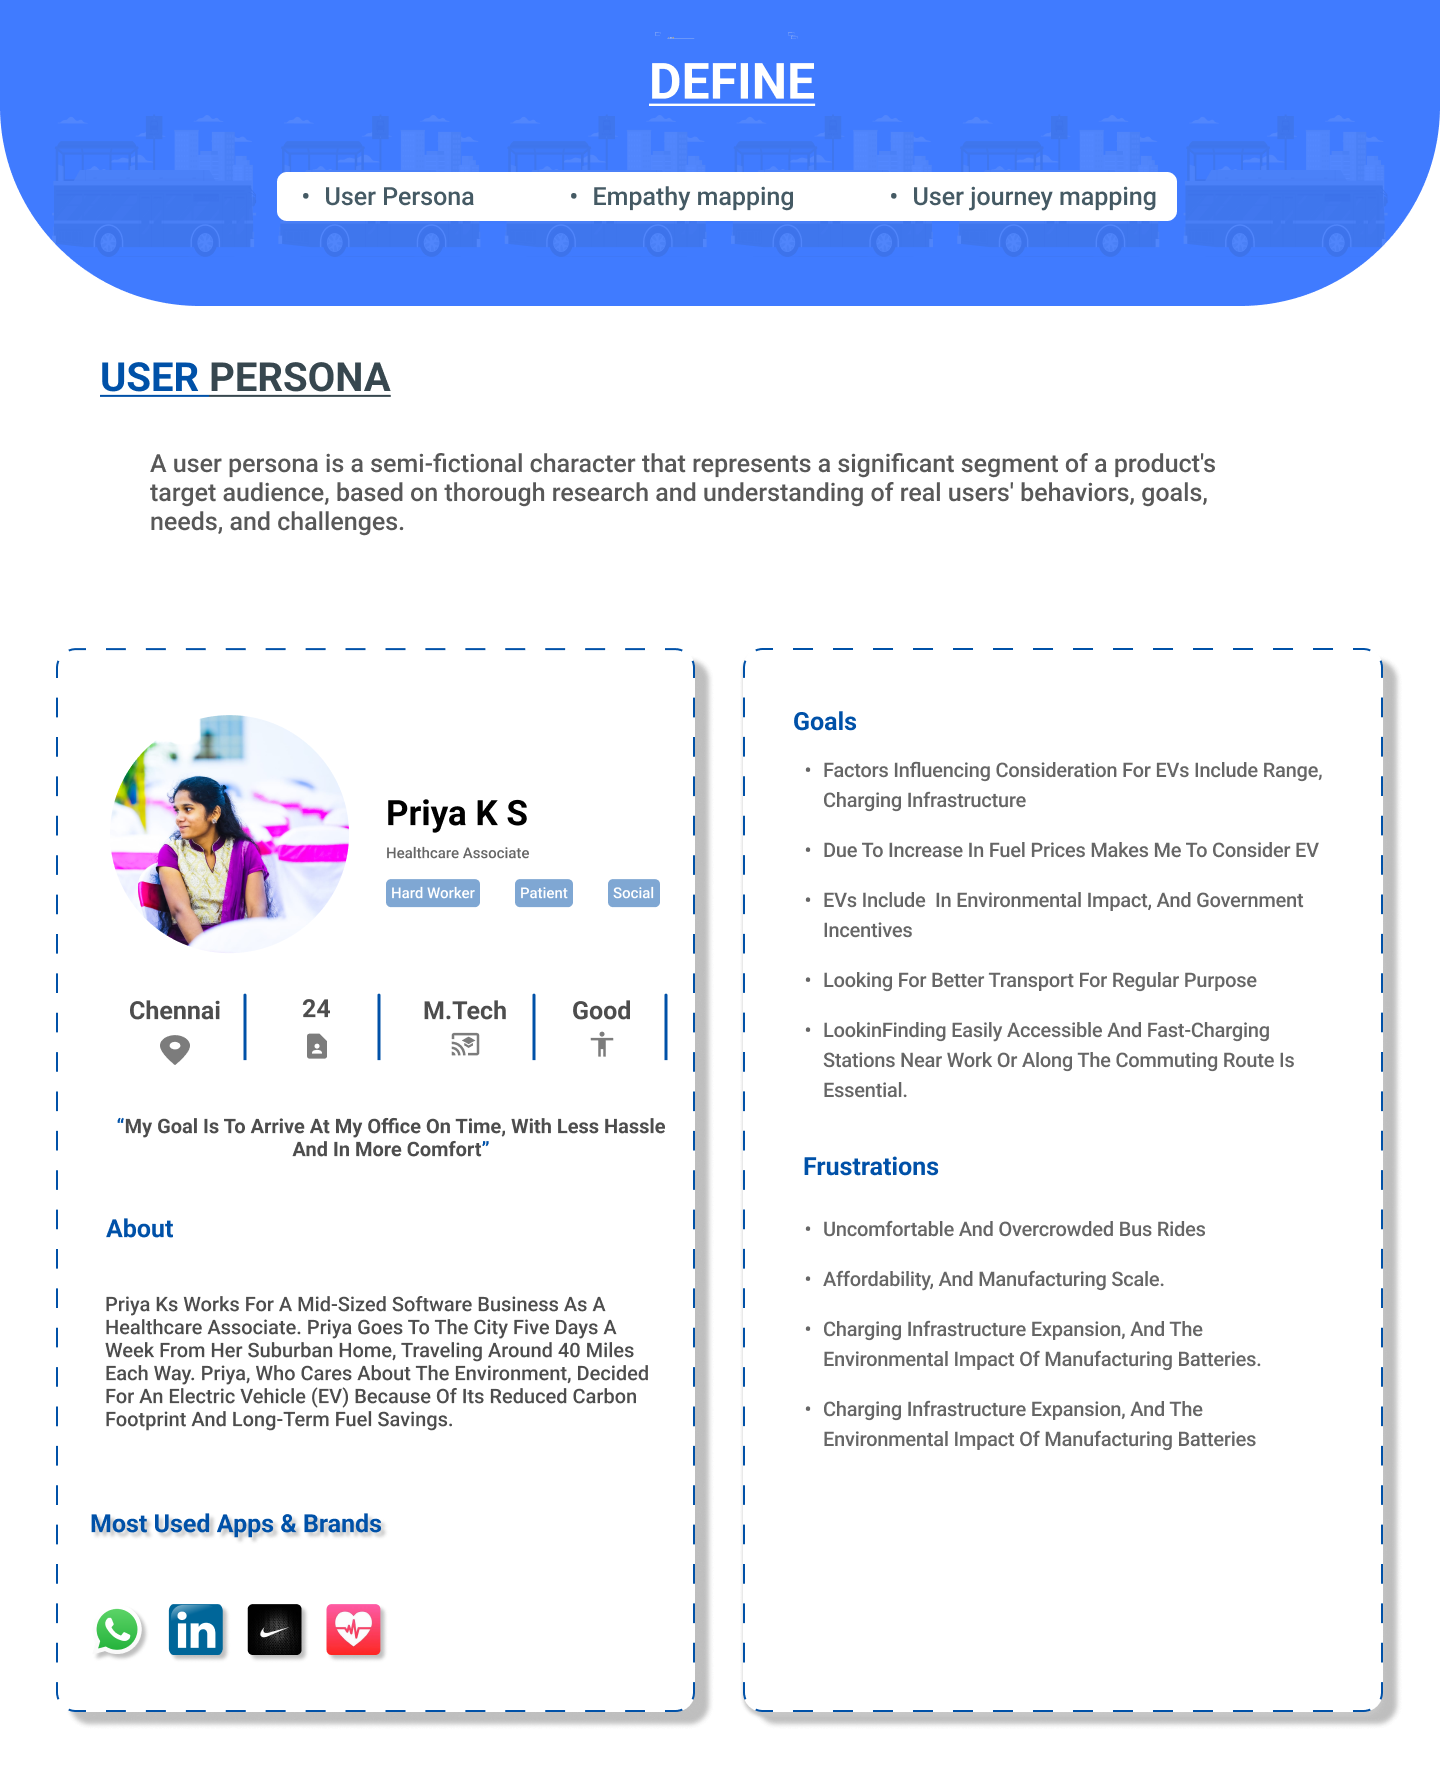 DEFINE
• User Persona • Empathy mapping • User journey mapping
USER PERSONA
A user persona is a semi-fictional character that represents a significant segment of a product's
target audience, based on thorough research and understanding of real users' behaviors, goals,
needs, and challenges.
Priya K S
Healthcare Associate
Hard Worker Patient Social
Chennai 24 M.Tech Good
“My Goal Is To Arrive At My Office On Time, With Less Hassle
And In More Comfort”
About
Priya Ks Works For A Mid-Sized Software Business As A
Healthcare Associate. Priya Goes To The City Five Days A
Week From Her Suburban Home, Traveling Around 40 Miles
Each Way. Priya, Who Cares About The Environment, Decided
For An Electric Vehicle (EV) Because Of Its Reduced Carbon
Footprint And Long-Term Fuel Savings.
Most Used Apps & Brands
in
Goals
• Factors Influencing Consideration For EVs Include Range,
Charging Infrastructure
• Due To Increase In Fuel Prices Makes Me To Consider EV
• EVs Include  In Environmental Impact, And Government
Incentives
• Looking For Better Transport For Regular Purpose
• LookinFinding Easily Accessible And Fast-Charging
Stations Near Work Or Along The Commuting Route Is
Essential.
Frustrations
• Uncomfortable And Overcrowded Bus Rides
• Affordability, And Manufacturing Scale.
• Charging Infrastructure Expansion, And The
Environmental Impact Of Manufacturing Batteries.
• Charging Infrastructure Expansion, And The
Environmental Impact Of Manufacturing Batteries